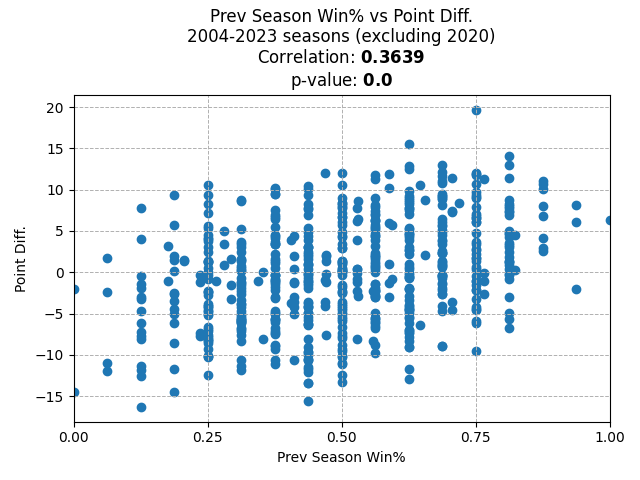 Prev Season Win% vs Point Diff.
2004-2023 seasons (excluding 2020)
Correlation: 0.3639
p-value: 0.0
20
15
10
5
0
−5
−10
−15
Point Diff.
0.00 0.25 0.50 0.75 1.00
Prev Season Win%